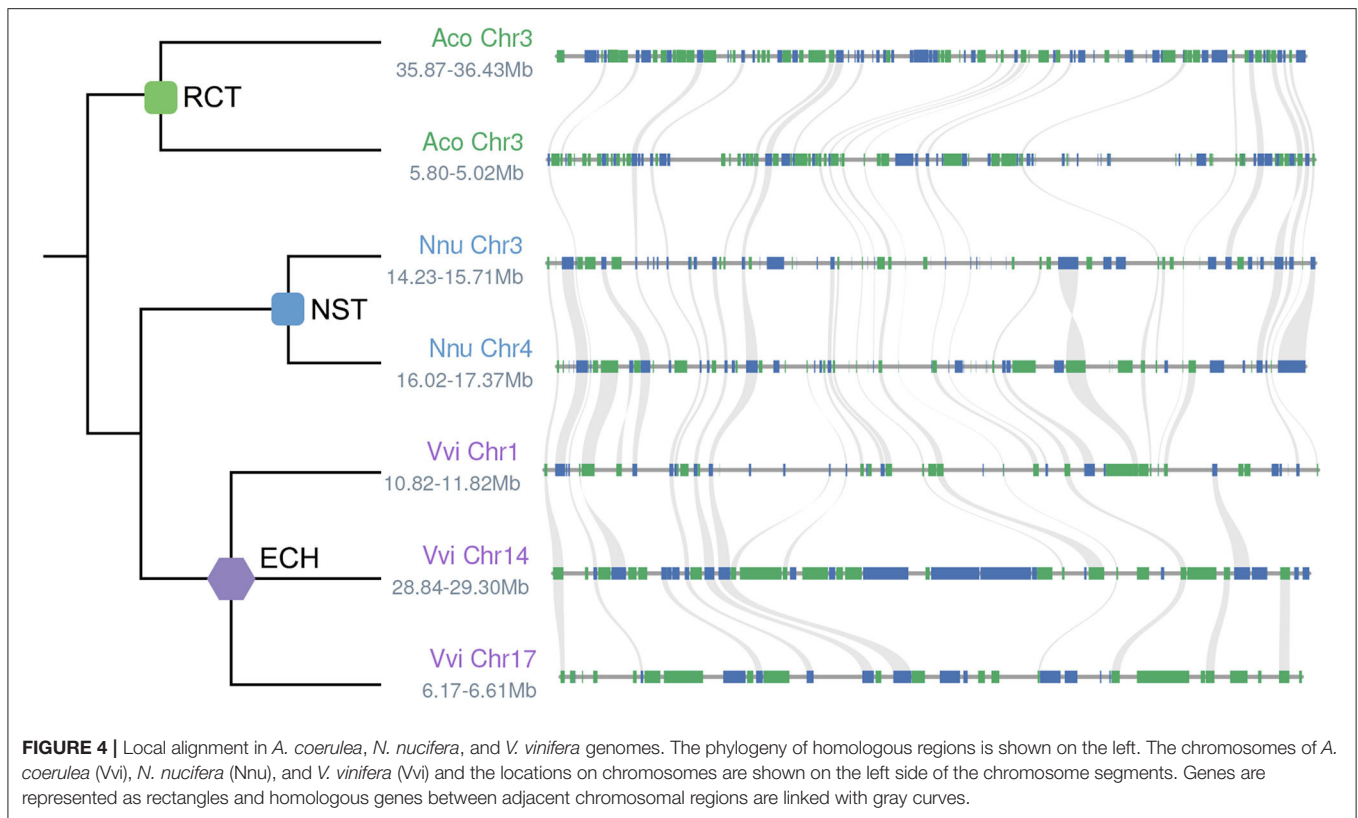 Aco Chr3
35.87-36.43Mb
RCT
Aco Chr3
5.80-5.02Mb
Nnu Chr3
14.23-15.71Mb
NST
Nnu Chr4
16.02-17.37Mb
Vvi Chr1
10.82-11.82Mb
ECH
Vvi Chr14
28.84-29.30Mb
Vvi Chr17
6.17-6.61Mb
FIGURE 4 | Local alignment in A. coerulea, N. nucifera, and V. vinifera genomes. The phylogeny of homologous regions is shown on the left. The chromosomes of A.
coerulea (Vvi), N. nucifera (Nnu), and V. vinifera (Vvi) and the locations on chromosomes are shown on the left side of the chromosome segments. Genes are
represented as rectangles and homologous genes between adjacent chromosomal regions are linked with gray curves.